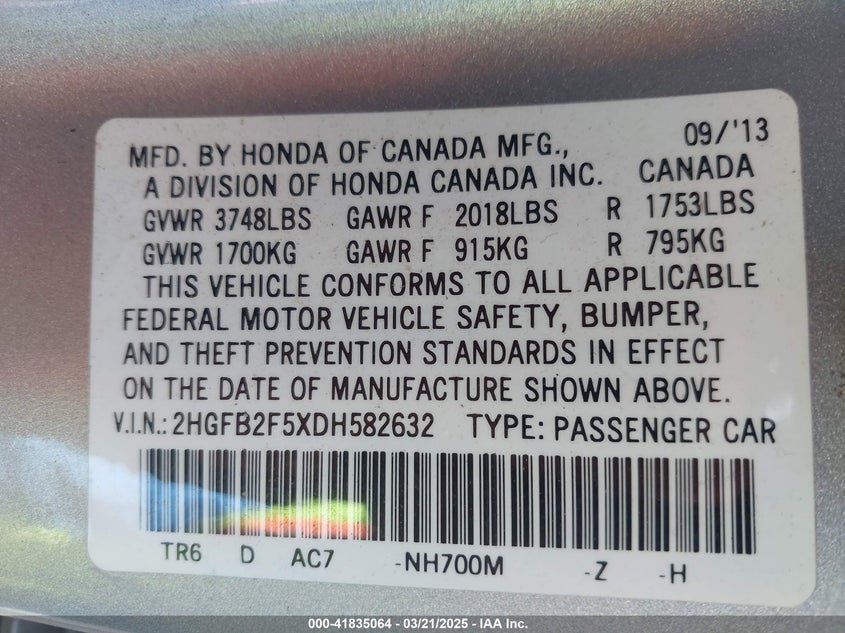 MFD. BY HONDA OF CANADA MFG., 09/'13
A DIVISION OF HONDA CANADA INC. CANADA
GVWR 3748LBS GAWR F 2018LBS R 1753LBS
GVWR 1700KG GAWR F 915KG R 795KG
THIS VEHICLE CONFORMS TO ALL APPLICABLE
FEDERAL MOTOR VEHICLE SAFETY, BUMPER,
AND THEFT PREVENTION STANDARDS IN EFFECT
ON THE DATE OF MANUFACTURE SHOWN ABOVE.
V.I.N.: 2HGFB2F5XDH582632 TYPE: PASSENGER CAR
TR6 D AC7 -NH700M -Z -H
000-41835064 - 03/21/2025 - IAA Inc.